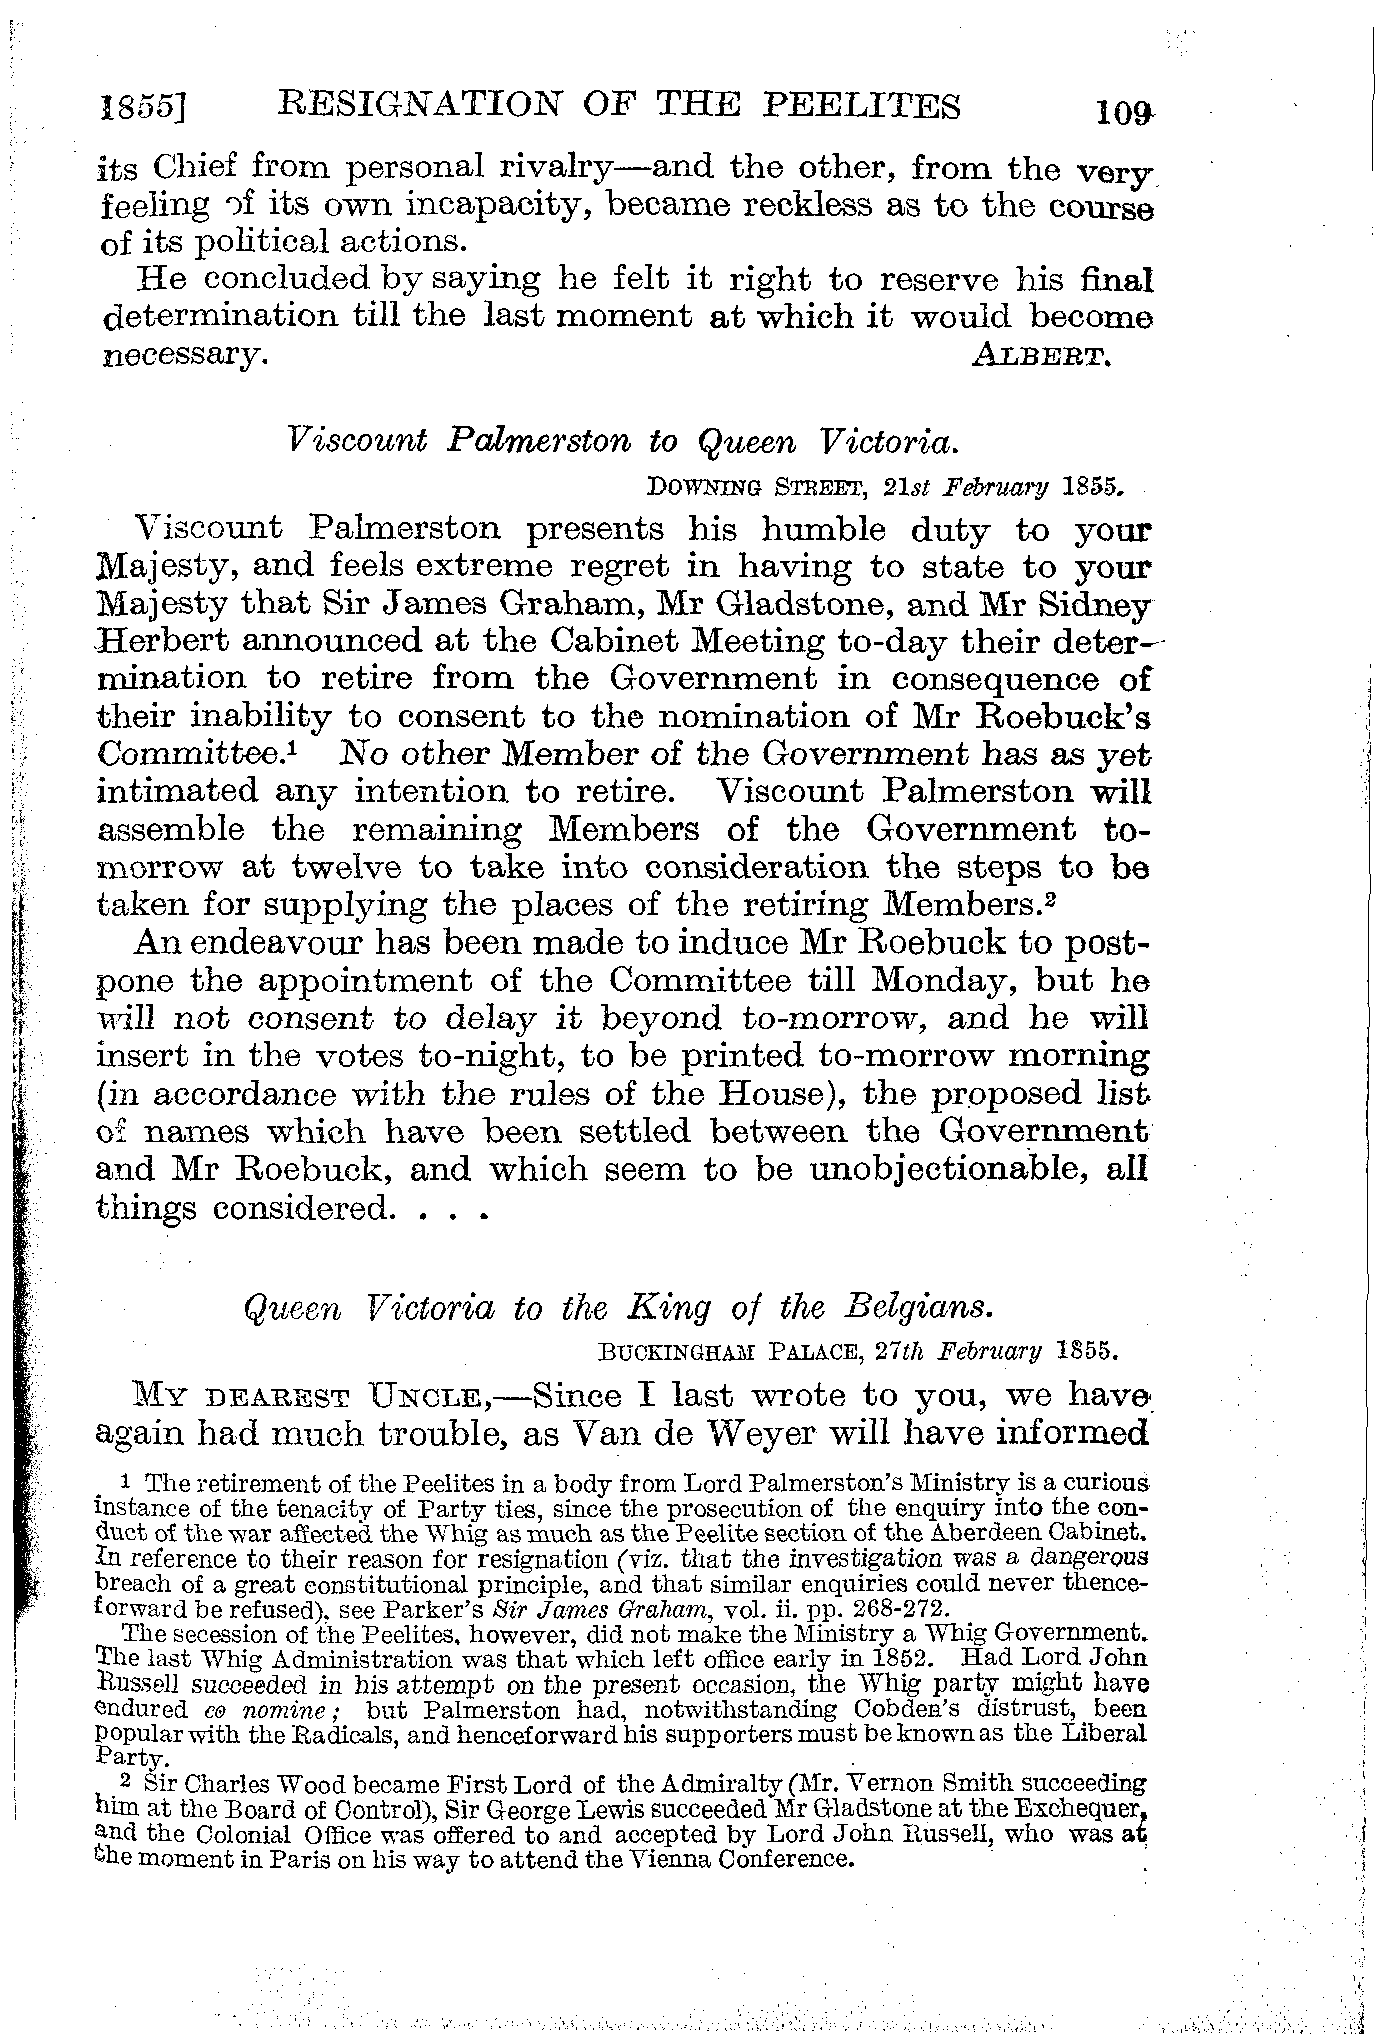 1855] RESIGNATION OF THE PEELITES 109
its Chief from personal rivalry—and the other, from the very
feeling of its own incapacity, became reckless as to the course
of its political actions.
He concluded by saying he felt it right to reserve his final
determination till the last moment at which it would become
necessary. ALBERT.
Viscount Palmerston to Queen Victoria.
DOWNING STREET, 21st February 1855.
Viscount Palmerston presents his humble duty to your
Majesty, and feels extreme regret in having to state to your
Majesty that Sir James Graham, Mr Gladstone, and Mr Sidney
Herbert announced at the Cabinet Meeting to-day their deter-
mination to retire from the Government in consequence of
their inability to consent to the nomination of Mr Roebuck's
Committee.¹ No other Member of the Government has as yet
intimated any intention to retire. Viscount Palmerston will
assemble the remaining Members of the Government to-
morrow at twelve to take into consideration the steps to be
taken for supplying the places of the retiring Members.²
An endeavour has been made to induce Mr Roebuck to post-
pone the appointment of the Committee till Monday, but he
will not consent to delay it beyond to-morrow, and he will
insert in the votes to-night, to be printed to-morrow morning
(in accordance with the rules of the House), the proposed list
of names which have been settled between the Government
and Mr Roebuck, and which seem to be unobjectionable, all
things considered. . . .
Queen Victoria to the King of the Belgians.
BUCKINGHAM PALACE, 27th February 1855.
MY DEAREST UNCLE,—Since I last wrote to you, we have
again had much trouble, as Van de Weyer will have informed
1 The retirement of the Peelites in a body from Lord Palmerston's Ministry is a curious
instance of the tenacity of Party ties, since the prosecution of the enquiry into the con-
duct of the war affected the Whig as much as the Peelite section of the Aberdeen Cabinet.
In reference to their reason for resignation (viz. that the investigation was a dangerous
breach of a great constitutional principle, and that similar enquiries could never thence-
forward be refused), see Parker's Sir James Graham, vol. ii. pp. 268-272.
The secession of the Peelites, however, did not make the Ministry a Whig Government.
The last Whig Administration was that which left office early in 1852. Had Lord John
Russell succeeded in his attempt on the present occasion, the Whig party might have
endured eo nomine; but Palmerston had, notwithstanding Cobden's distrust, been
popular with the Radicals, and henceforward his supporters must be known as the Liberal
Party.
2 Sir Charles Wood became First Lord of the Admiralty (Mr. Vernon Smith succeeding
him at the Board of Control), Sir George Lewis succeeded Mr Gladstone at the Exchequer,
and the Colonial Office was offered to and accepted by Lord John Russell, who was at
the moment in Paris on his way to attend the Vienna Conference.